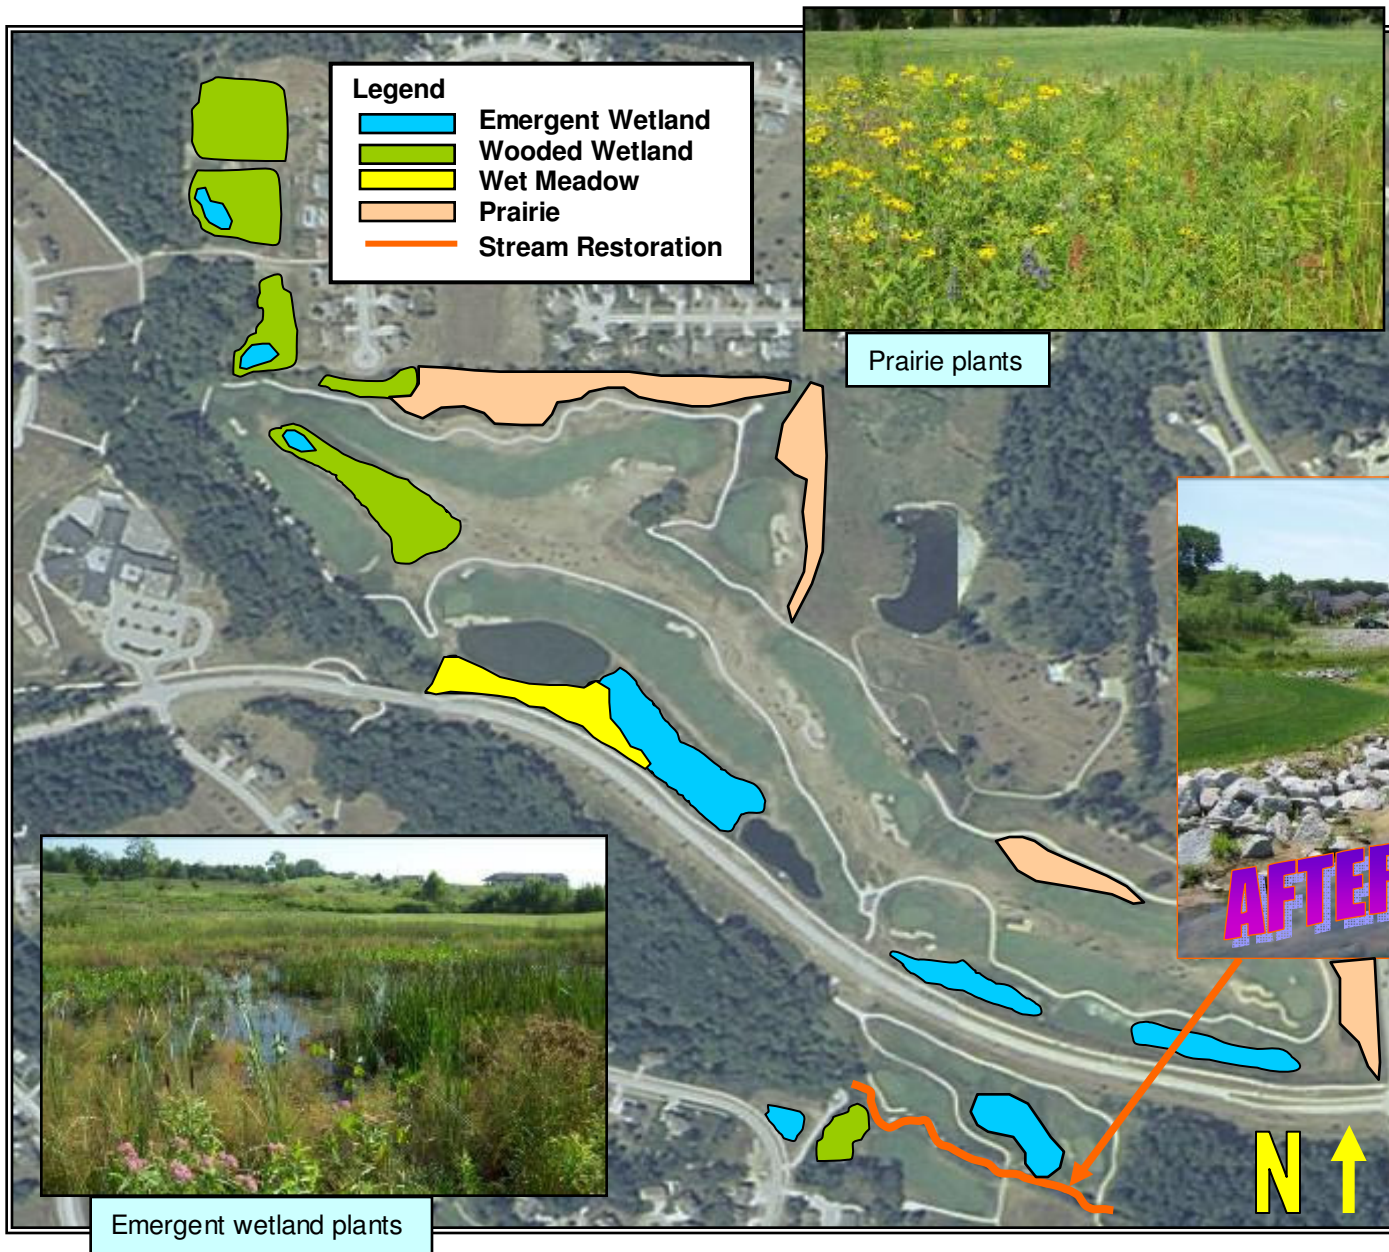 Legend
Emergent Wetland
Wooded Wetland
Wet Meadow
Prairie
Stream Restoration
Prairie plants
AFTER
Emergent wetland plants
N